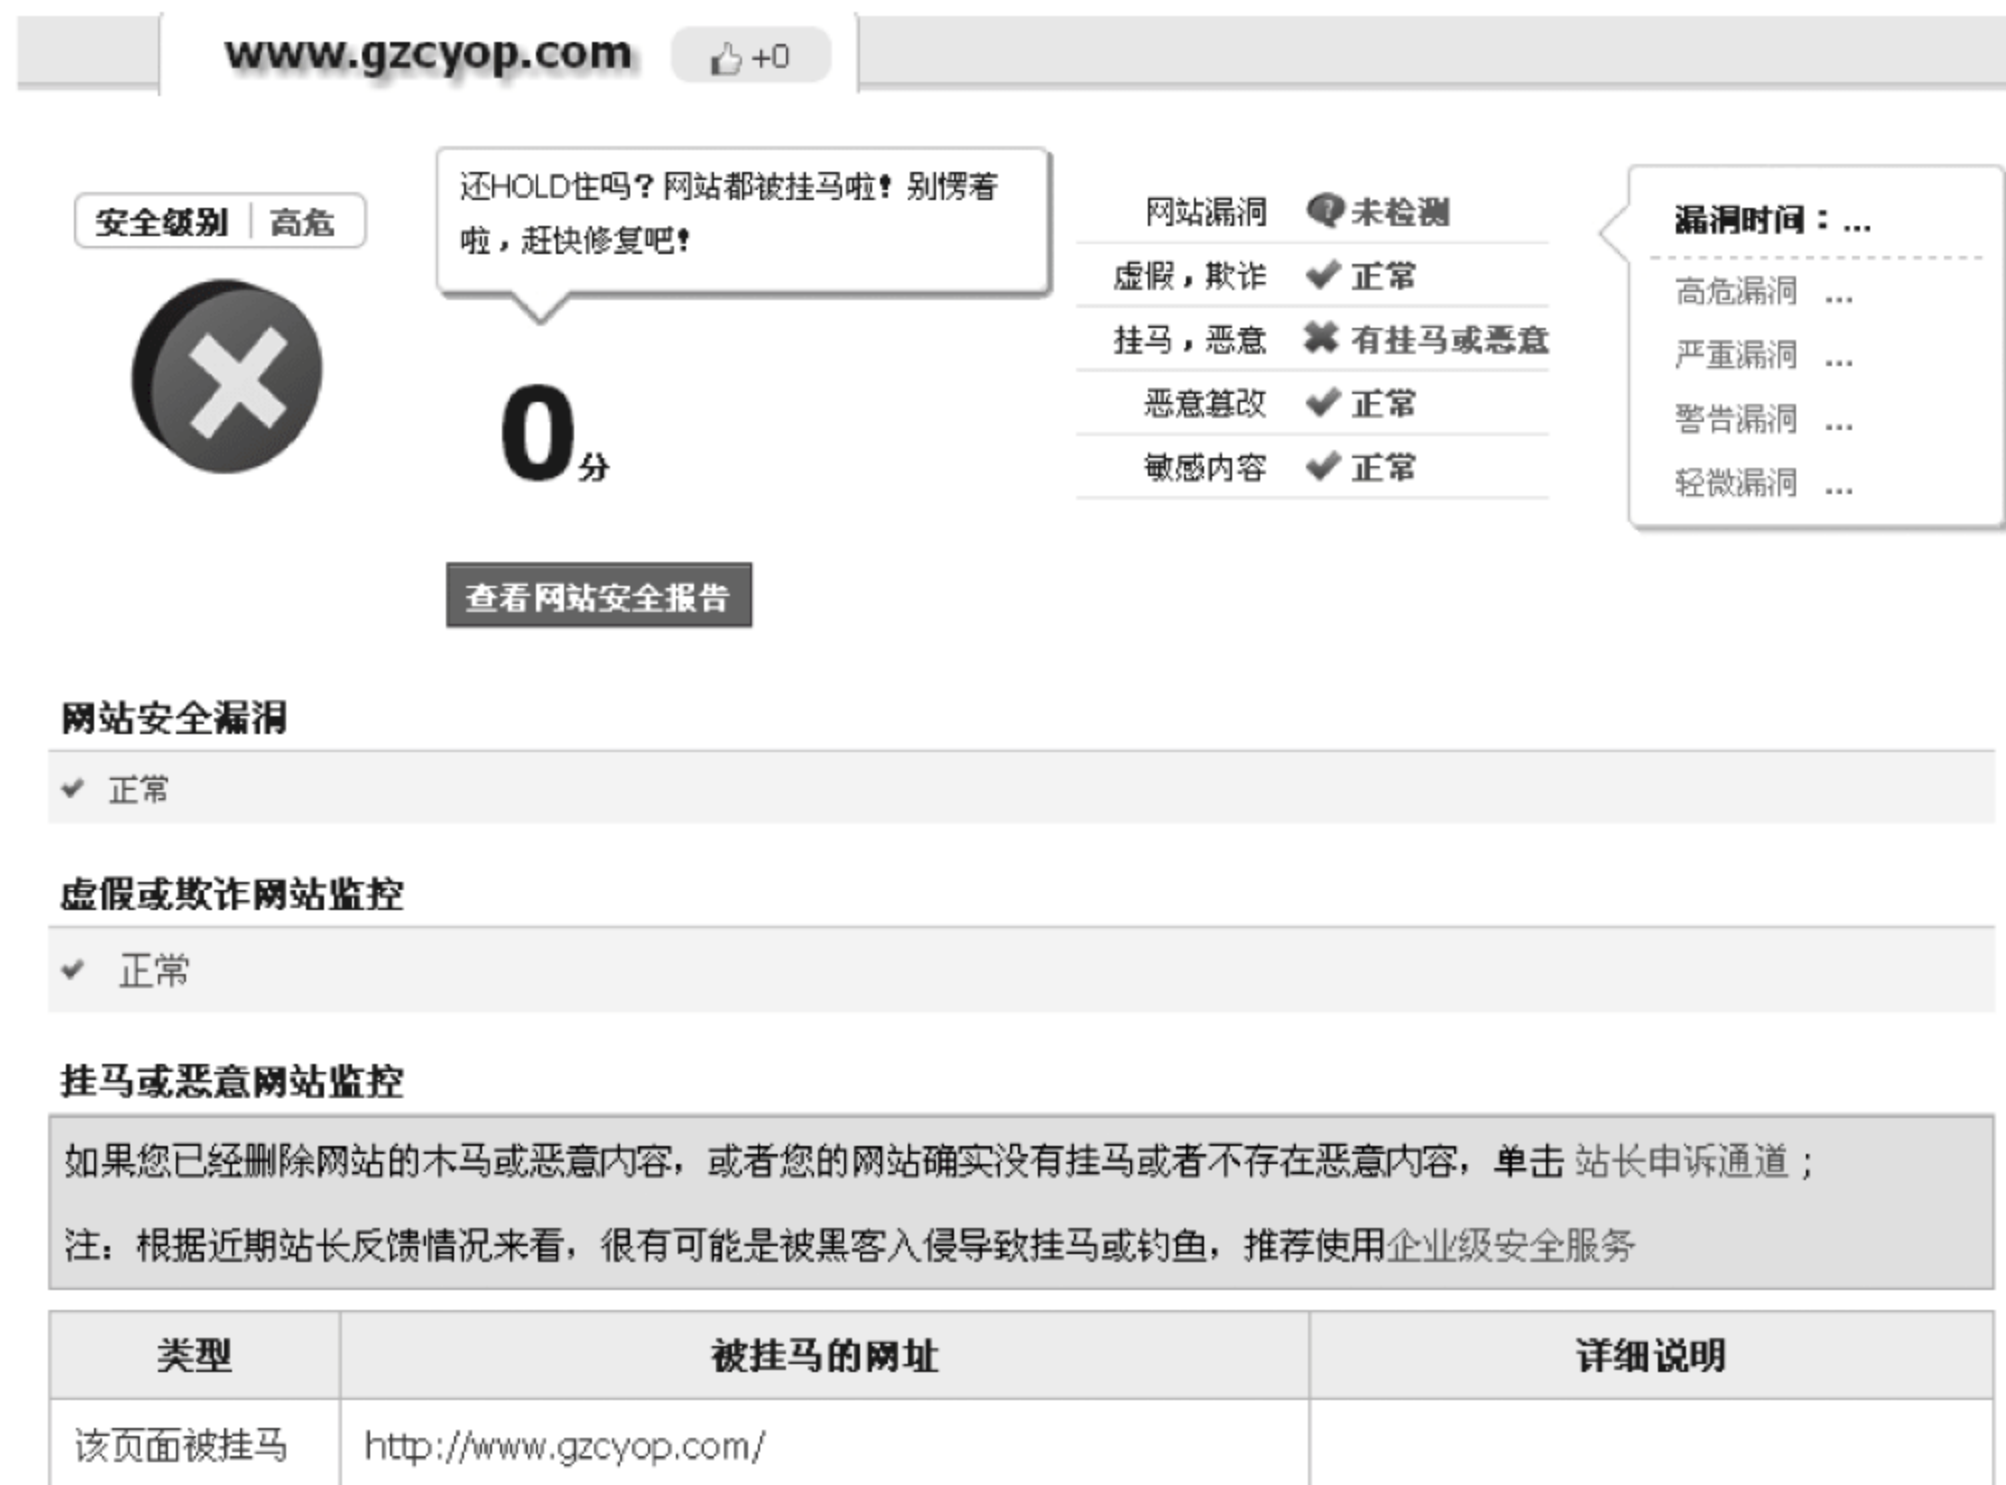 www.gzcyop.com +0
安全级别 高危
还HOLD住吗？网站都被挂马啦！别愣着
啦，赶快修复吧！
0分
查看网站安全报告
网站漏洞 未检测
虚假，欺诈 正常
挂马，恶意 有挂马或恶意
恶意篡改 正常
敏感内容 正常
漏洞时间：...
高危漏洞 ...
严重漏洞 ...
警告漏洞 ...
轻微漏洞 ...
网站安全漏洞
正常
虚假或欺诈网站监控
正常
挂马或恶意网站监控
如果您已经删除网站的木马或恶意内容，或者您的网站确实没有挂马或者不存在恶意内容，单击 站长申诉通道；
注：根据近期站长反馈情况来看，很有可能是被黑客入侵导致挂马或钓鱼，推荐使用企业级安全服务
类型 被挂马的网址 详细说明
该页面被挂马 http://www.gzcyop.com/